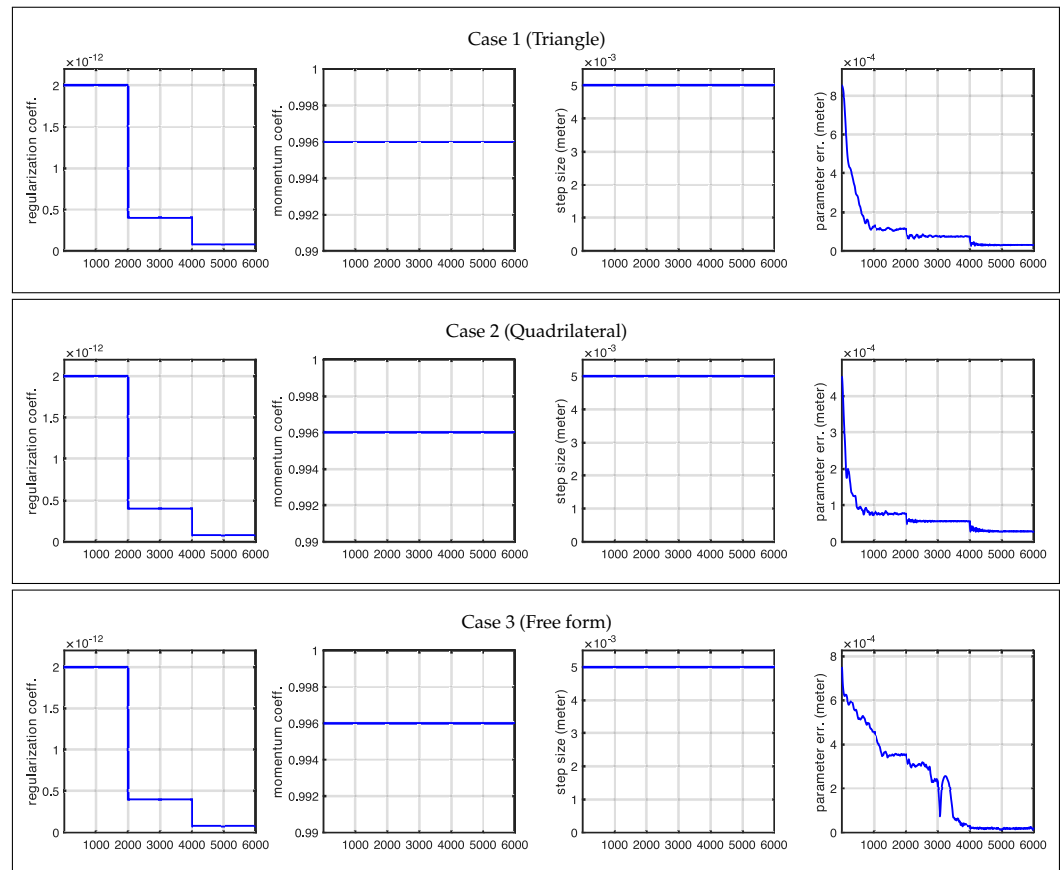 Case 1 (Triangle)
×10⁻¹²
regularization coeff.
2
1.5
1
0.5
0
1000 2000 3000 4000 5000 6000
momentum coeff.
1
0.998
0.996
0.994
0.992
0.99
1000 2000 3000 4000 5000 6000
×10⁻³
step size (meter)
5
4
3
2
1
0
1000 2000 3000 4000 5000 6000
×10⁻⁴
parameter err. (meter)
8
6
4
2
0
1000 2000 3000 4000 5000 6000
Case 2 (Quadrilateral)
×10⁻¹²
regularization coeff.
2
1.5
1
0.5
0
1000 2000 3000 4000 5000 6000
momentum coeff.
1
0.998
0.996
0.994
0.992
0.99
1000 2000 3000 4000 5000 6000
×10⁻³
step size (meter)
5
4
3
2
1
0
1000 2000 3000 4000 5000 6000
×10⁻⁴
parameter err. (meter)
4
3
2
1
0
1000 2000 3000 4000 5000 6000
Case 3 (Free form)
×10⁻¹²
regularization coeff.
2
1.5
1
0.5
0
1000 2000 3000 4000 5000 6000
momentum coeff.
1
0.998
0.996
0.994
0.992
0.99
1000 2000 3000 4000 5000 6000
×10⁻³
step size (meter)
5
4
3
2
1
0
1000 2000 3000 4000 5000 6000
×10⁻⁴
parameter err. (meter)
8
6
4
2
0
1000 2000 3000 4000 5000 6000